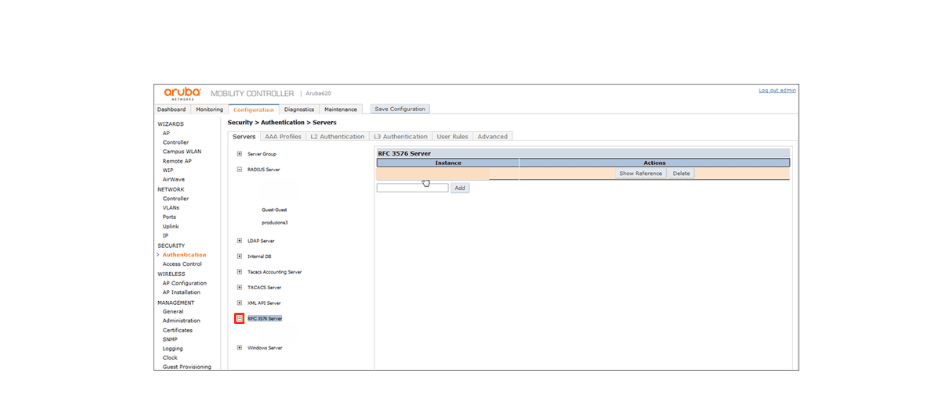 aruba
NETWORKS
MOBILITY CONTROLLER | Aruba620
Log out admin
Dashboard Monitoring Configuration Diagnostics Maintenance Save Configuration
WIZARDS
AP
Controller
Campus WLAN
Remote AP
WIP
AirWave
NETWORK
Controller
VLANs
Ports
Uplink
IP
SECURITY
> Authentication
Access Control
WIRELESS
AP Configuration
AP Installation
MANAGEMENT
General
Administration
Certificates
SNMP
Logging
Clock
Guest Provisioning
Security > Authentication > Servers
Servers AAA Profiles L2 Authentication L3 Authentication User Rules Advanced
Server Group
RADIUS Server
Guest-Guest
LDAP Server
Internal DB
Tacacs Accounting Server
TACACS Server
XML API Server
RFC 3576 Server
Windows Server
RFC 3576 Server
Instance Actions
Show Reference Delete
Add